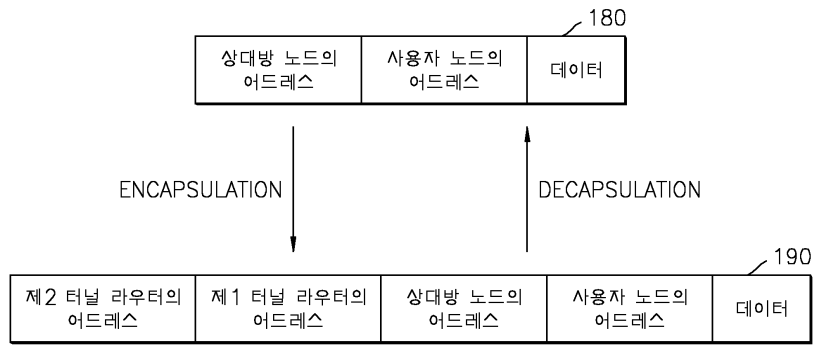 180
상대방 노드의
어드레스
사용자 노드의
어드레스
데이터
ENCAPSULATION
DECAPSULATION
190
제2 터널 라우터의
어드레스
제1 터널 라우터의
어드레스
상대방 노드의
어드레스
사용자 노드의
어드레스
데이터